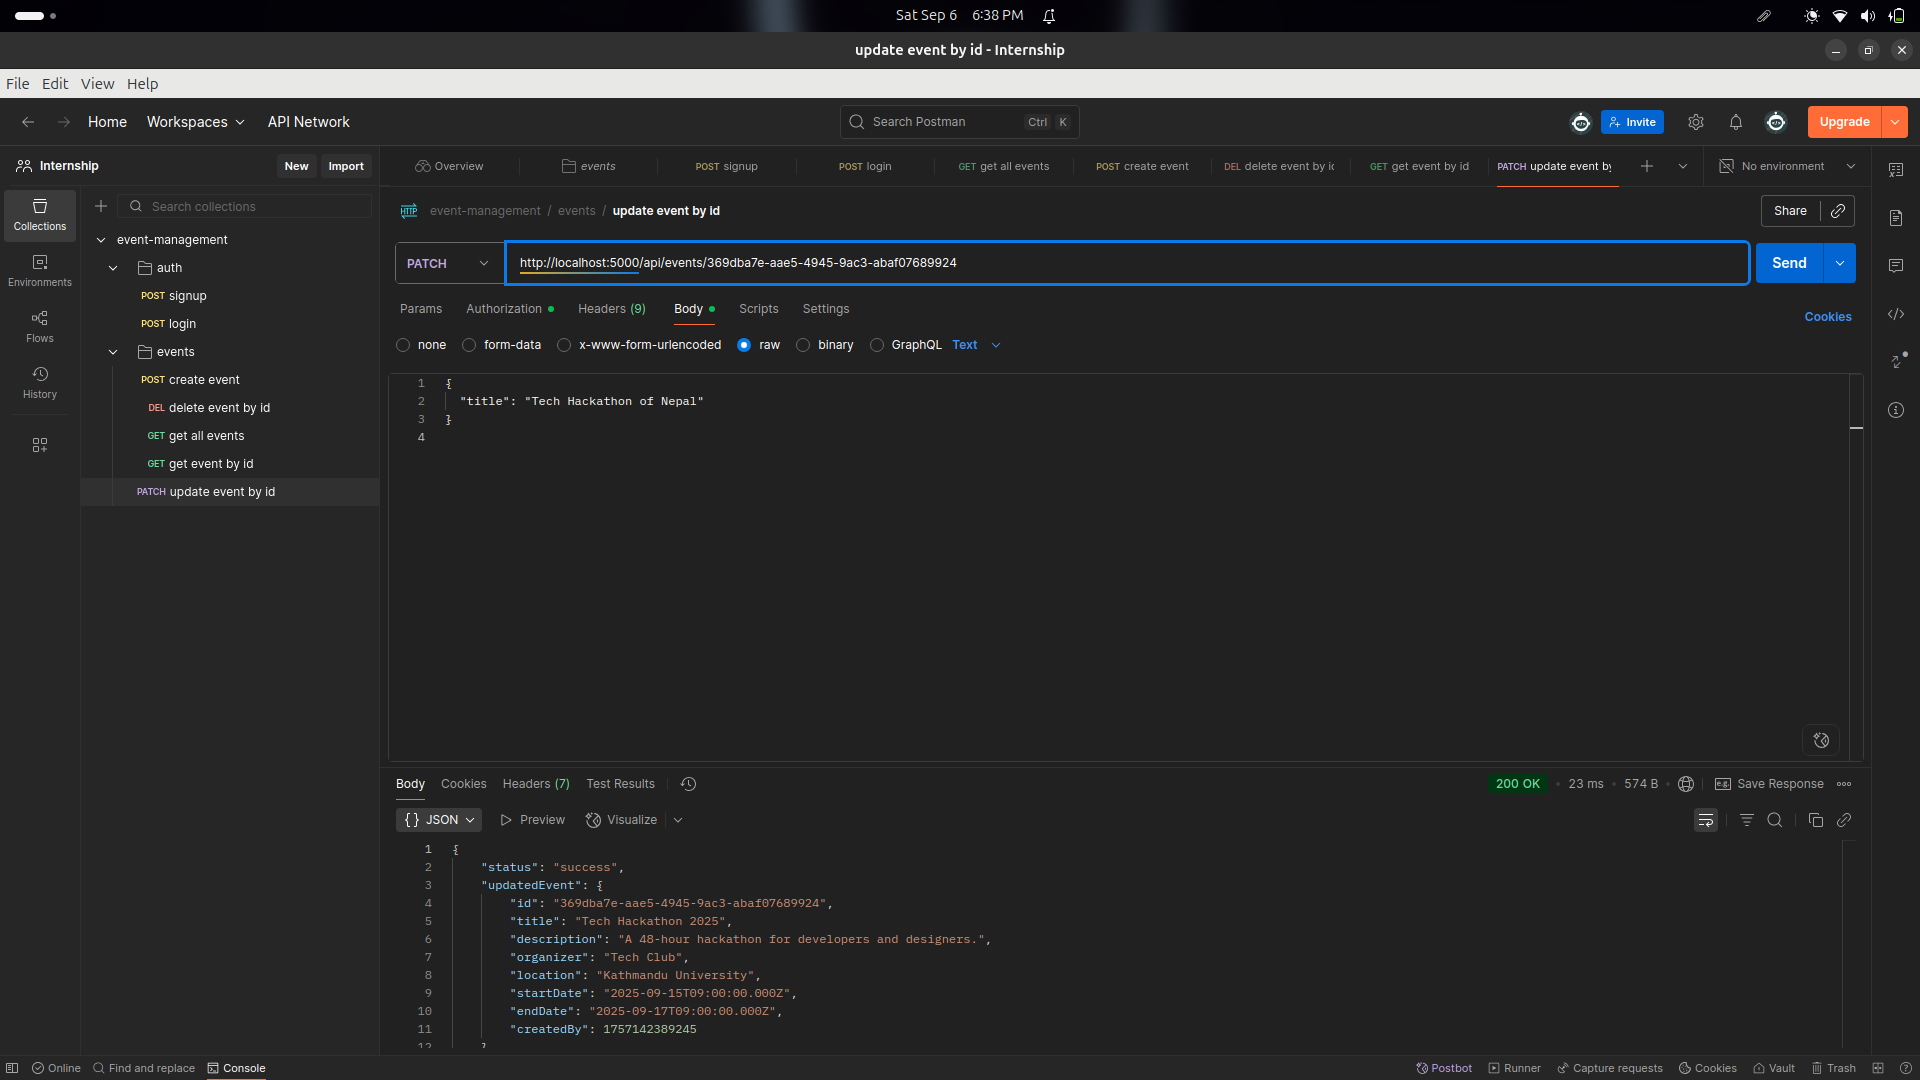 Sat Sep 6 6:38 PM
update event by id - Internship
File Edit View Help
Home Workspaces API Network
Search Postman Ctrl K
Invite
Upgrade
Internship
New Import
Overview
events
POST signup
POST login
GET get all events
POST create event
DEL delete event by id
GET get event by id
PATCH update event by
No environment
Collections
Environments
Flows
History
Search collections
event-management
auth
POST signup
POST login
events
POST create event
DEL delete event by id
GET get all events
GET get event by id
PATCH update event by id
HTTP event-management / events / update event by id
Share
PATCH http://localhost:5000/api/events/369dba7e-aae5-4945-9ac3-abaf07689924
Send
Params Authorization Headers (9) Body Scripts Settings
Cookies
none form-data x-www-form-urlencoded raw binary GraphQL Text
1 {
2 "title": "Tech Hackathon of Nepal"
3 }
4
Body Cookies Headers (7) Test Results
200 OK 23 ms 574 B e.g. Save Response
{} JSON Preview Visualize
1 {
2 "status": "success",
3 "updatedEvent": {
4 "id": "369dba7e-aae5-4945-9ac3-abaf07689924",
5 "title": "Tech Hackathon 2025",
6 "description": "A 48-hour hackathon for developers and designers.",
7 "organizer": "Tech Club",
8 "location": "Kathmandu University",
9 "startDate": "2025-09-15T09:00:00.000Z",
10 "endDate": "2025-09-17T09:00:00.000Z",
11 "createdBy": 1757142389245
12 }
Online Find and replace Console
Postbot Runner Capture requests Cookies Vault Trash